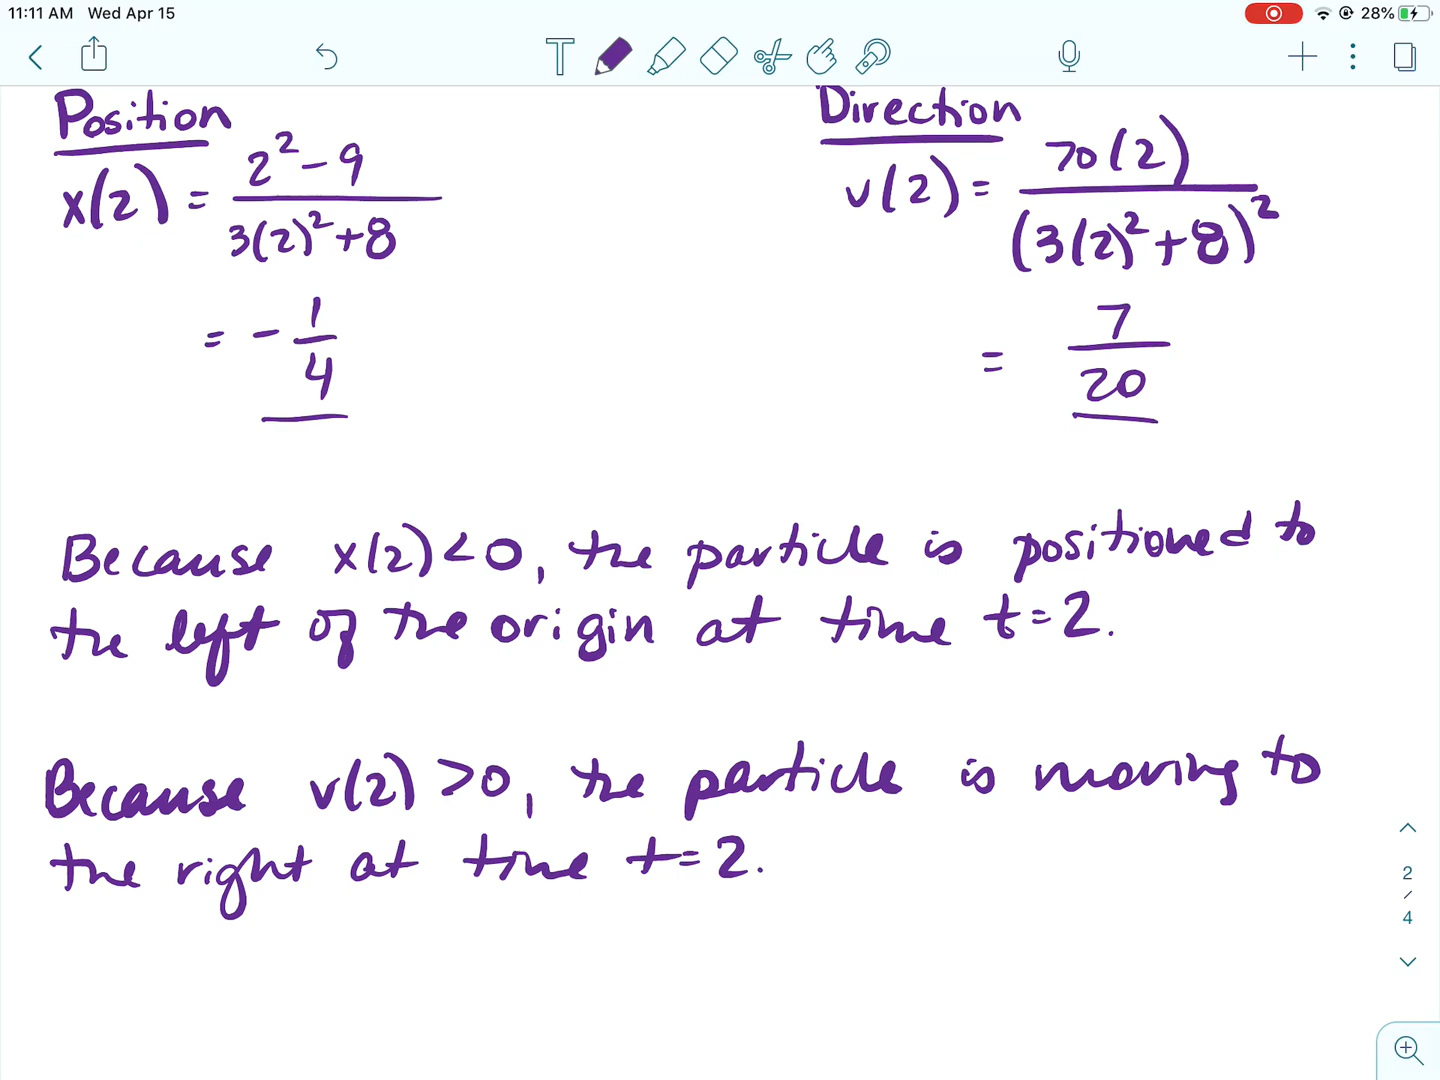 11:11 AM Wed Apr 15
28%
T
Position
x(2) = (2² - 9)/(3(2)² + 8)
= - 1/4
Direction
v(2) = 70(2)/(3(2)² + 8)²
= 7/20
Because x(2) < 0, the particle is positioned to
the left of the origin at time t = 2.
Because v(2) > 0, the particle is moving to
the right at time t = 2.
2
/
4